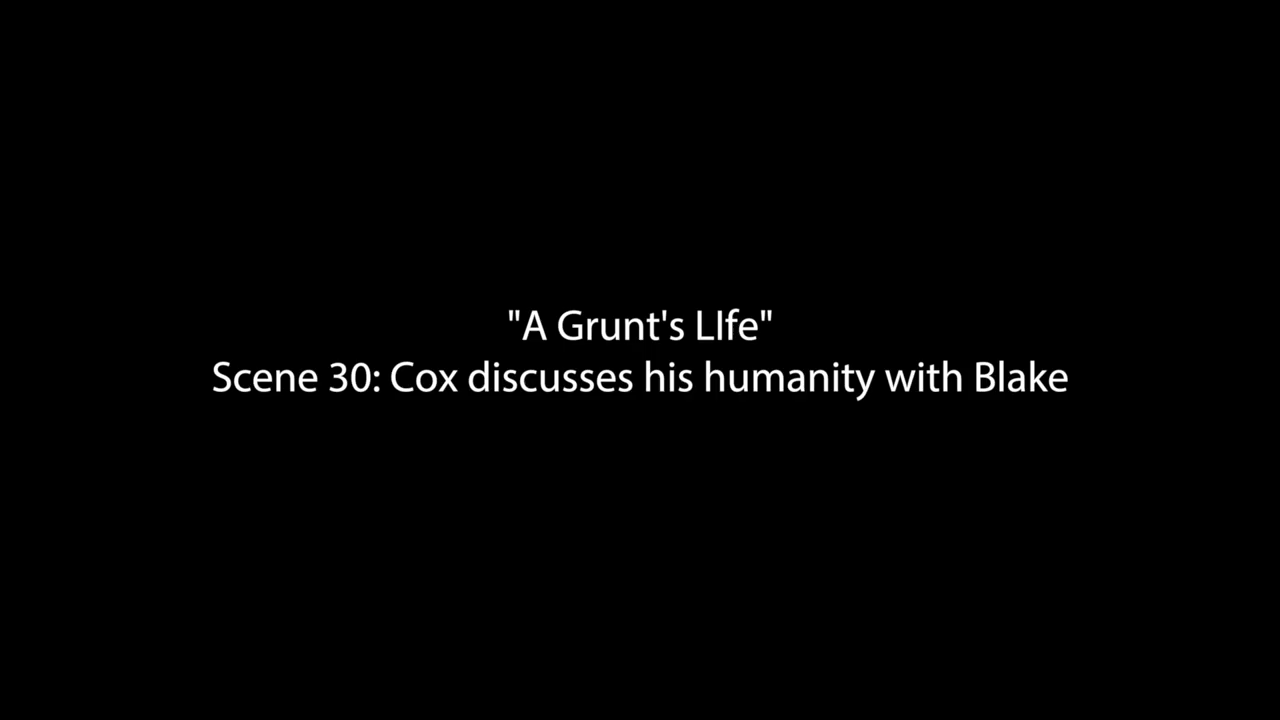 "A Grunt's LIfe"
Scene 30: Cox discusses his humanity with Blake